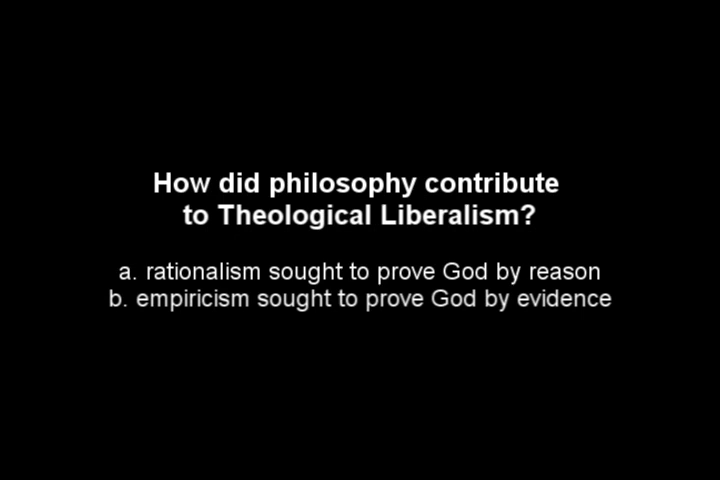 How did philosophy contribute
to Theological Liberalism?
a. rationalism sought to prove God by reason
b. empiricism sought to prove God by evidence